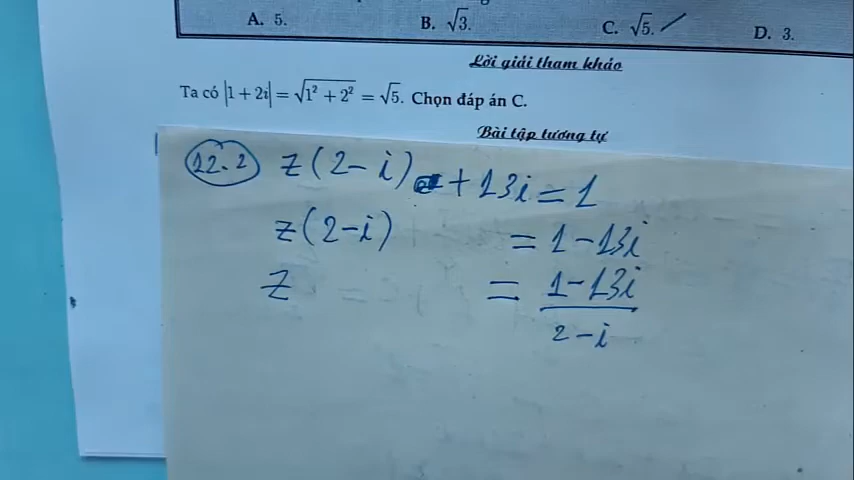 A. 5. B. √3. C. √5. D. 3.
Lời giải tham khảo
Ta có |1 + 2i| = √(1² + 2²) = √5. Chọn đáp án C.
Bài tập tương tự
22.2 z(2-i) + 13i = 1
z(2-i) = 1-13i
z = (1-13i)/(2-i)